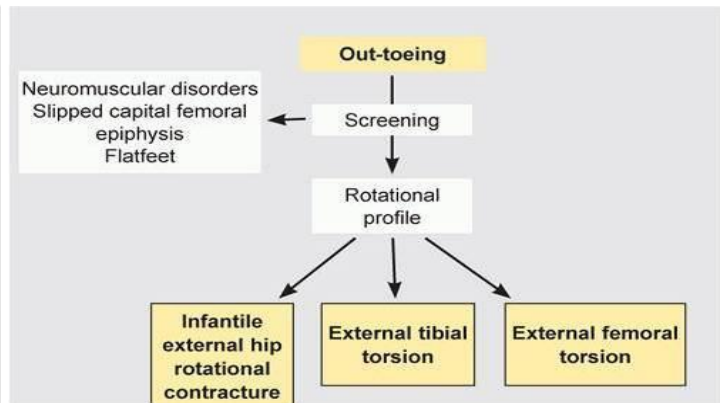 Out-toeing
Neuromuscular disorders
Slipped capital femoral
epiphysis
Flatfeet
Screening
Rotational
profile
Infantile
external hip
rotational
contracture
External tibial
torsion
External femoral
torsion